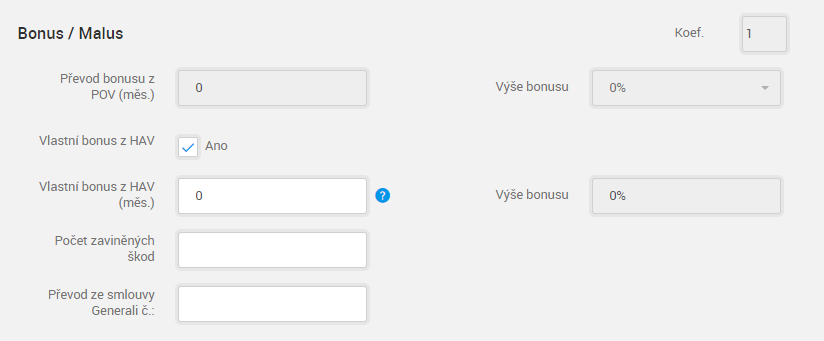 Bonus / Malus
Koef.
1
Převod bonusu z
POV (měs.)
0
Výše bonusu
0%
Vlastní bonus z HAV
Ano
Vlastní bonus z HAV
(měs.)
0
?
Výše bonusu
0%
Počet zaviněných
škod
Převod ze smlouvy
Generali č.: